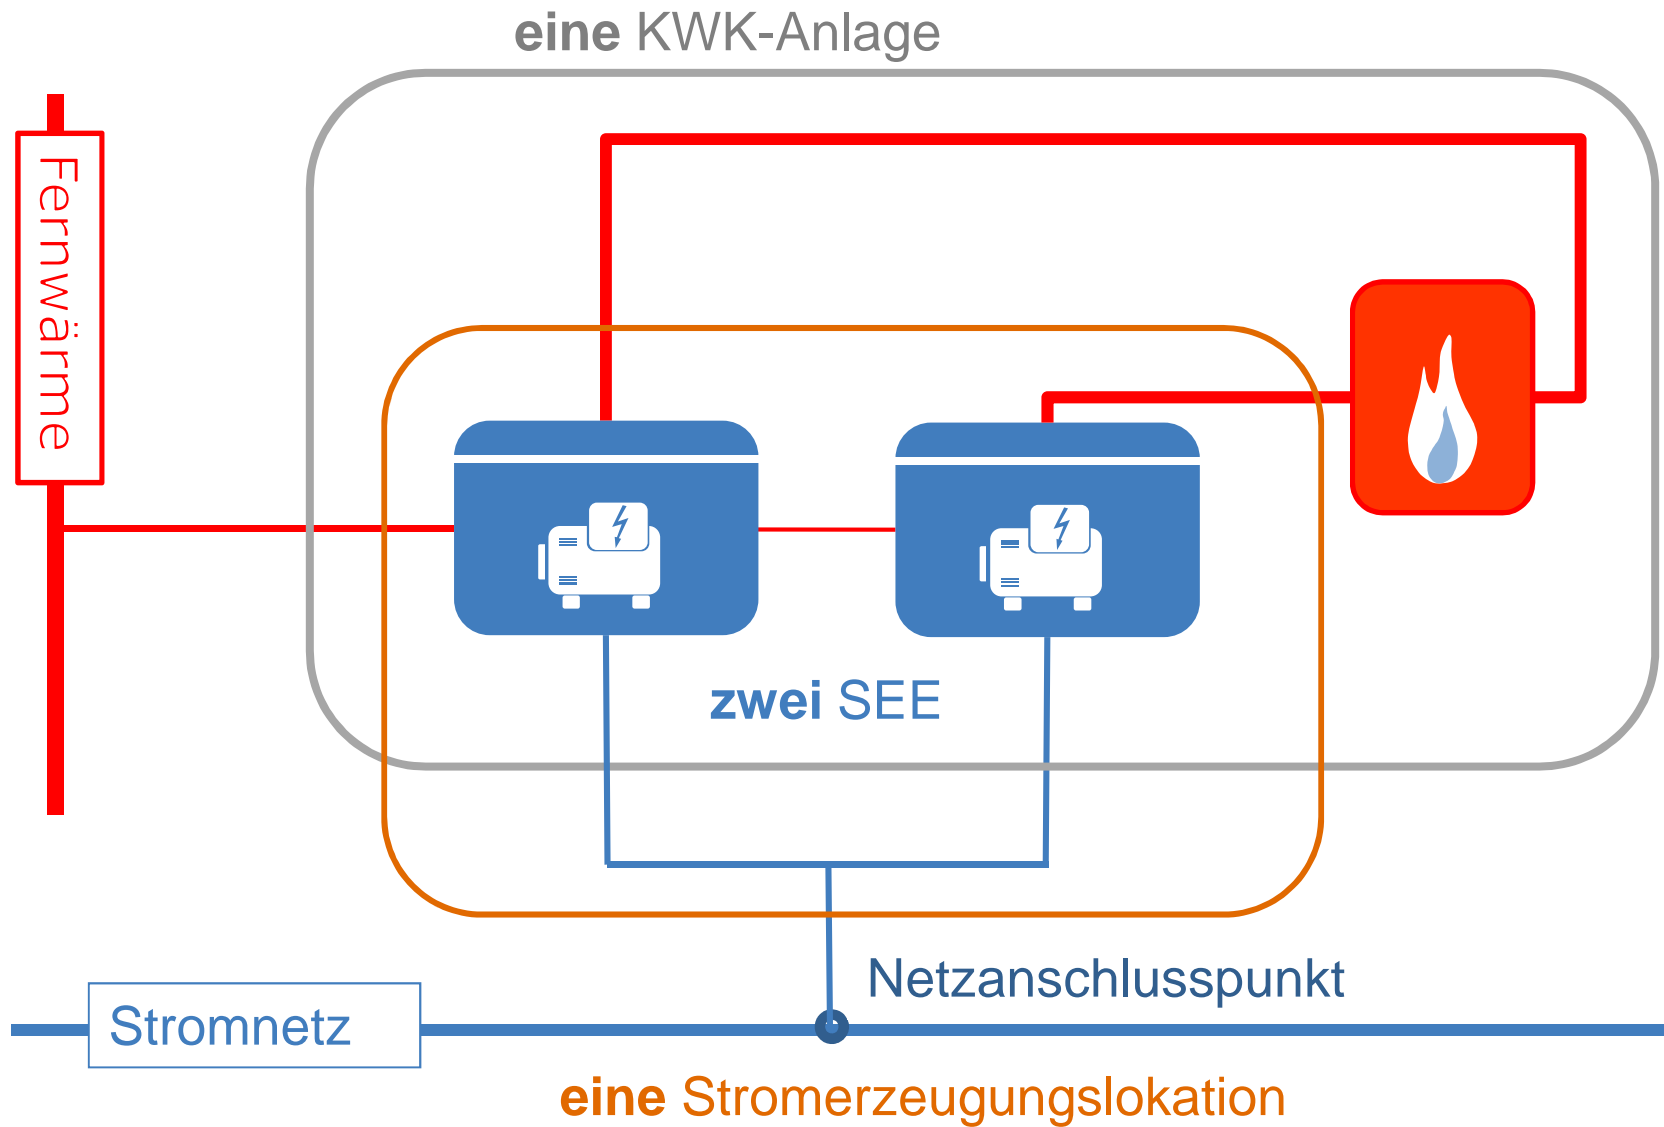 eine KWK-Anlage
Fernwärme
zwei SEE
Netzanschlusspunkt
Stromnetz
eine Stromerzeugungslokation